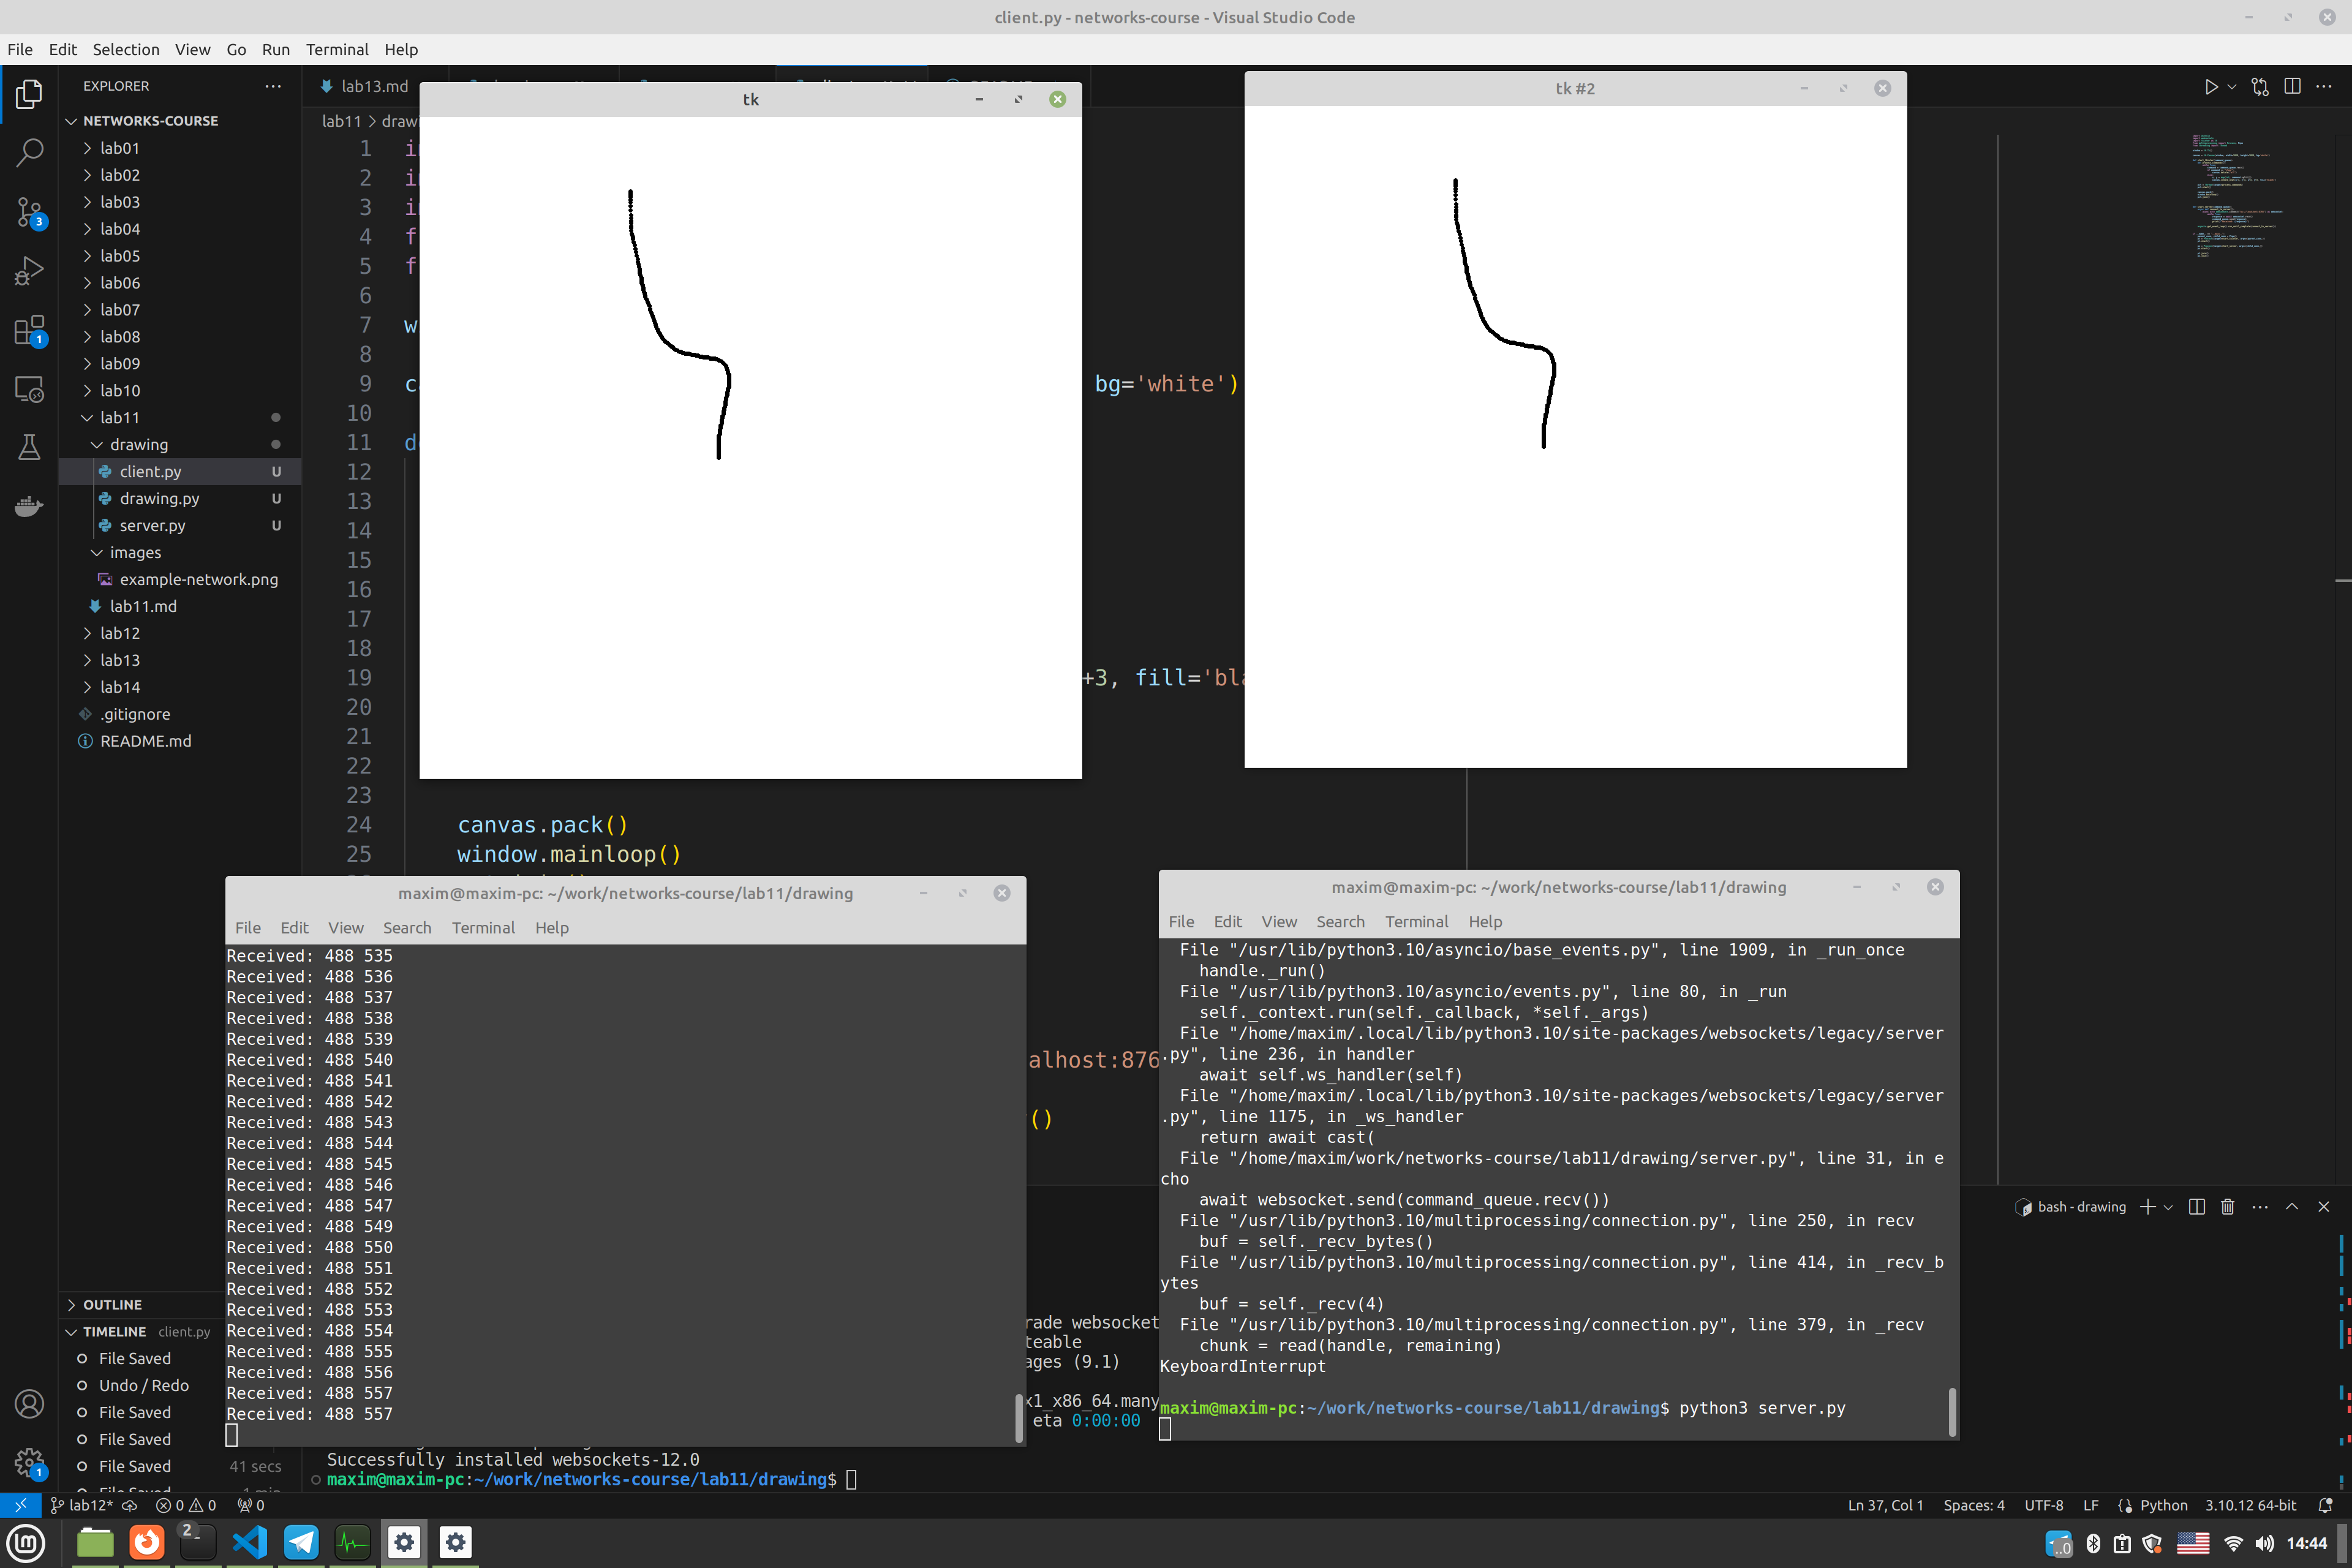 client.py - networks-course - Visual Studio Code
File Edit Selection View Go Run Terminal Help
EXPLORER
lab13.md
NETWORKS-COURSE
lab01
lab02
lab03
lab04
lab05
lab06
lab07
lab08
lab09
lab10
lab11
drawing
client.py U
drawing.py U
server.py U
images
example-network.png
lab11.md
lab12
lab13
lab14
.gitignore
README.md
OUTLINE
TIMELINE client.py
File Saved
Undo / Redo
File Saved
File Saved
File Saved 41 secs
3
1
1
lab11 > draw
1
2
3
4 f
5 f
6
7 w
8
9 c bg='white')
10
11 d
12
13
14
15
16
17
18
19 +3, fill='bla
20
21
22
23
24 canvas.pack()
25 window.mainloop()
alhost:876
()
tk
tk #2
maxim@maxim-pc: ~/work/networks-course/lab11/drawing
File Edit View Search Terminal Help
Received: 488 535
Received: 488 536
Received: 488 537
Received: 488 538
Received: 488 539
Received: 488 540
Received: 488 541
Received: 488 542
Received: 488 543
Received: 488 544
Received: 488 545
Received: 488 546
Received: 488 547
Received: 488 549
Received: 488 550
Received: 488 551
Received: 488 552
Received: 488 553
Received: 488 554
Received: 488 555
Received: 488 556
Received: 488 557
Received: 488 557
maxim@maxim-pc: ~/work/networks-course/lab11/drawing
File Edit View Search Terminal Help
File "/usr/lib/python3.10/asyncio/base_events.py", line 1909, in _run_once
handle._run()
File "/usr/lib/python3.10/asyncio/events.py", line 80, in _run
self._context.run(self._callback, *self._args)
File "/home/maxim/.local/lib/python3.10/site-packages/websockets/legacy/server
.py", line 236, in handler
await self.ws_handler(self)
File "/home/maxim/.local/lib/python3.10/site-packages/websockets/legacy/server
.py", line 1175, in _ws_handler
return await cast(
File "/home/maxim/work/networks-course/lab11/drawing/server.py", line 31, in e
cho
await websocket.send(command_queue.recv())
File "/usr/lib/python3.10/multiprocessing/connection.py", line 250, in recv
buf = self._recv_bytes()
File "/usr/lib/python3.10/multiprocessing/connection.py", line 414, in _recv_b
ytes
buf = self._recv(4)
File "/usr/lib/python3.10/multiprocessing/connection.py", line 379, in _recv
chunk = read(handle, remaining)
KeyboardInterrupt
maxim@maxim-pc:~/work/networks-course/lab11/drawing$ python3 server.py
bash - drawing
rade websocket
teable
ages (9.1)
x1_x86_64.many
eta 0:00:00
Successfully installed websockets-12.0
maxim@maxim-pc:~/work/networks-course/lab11/drawing$
lab12* 0 0 0
Ln 37, Col 1 Spaces: 4 UTF-8 LF Python 3.10.12 64-bit
2
14:44